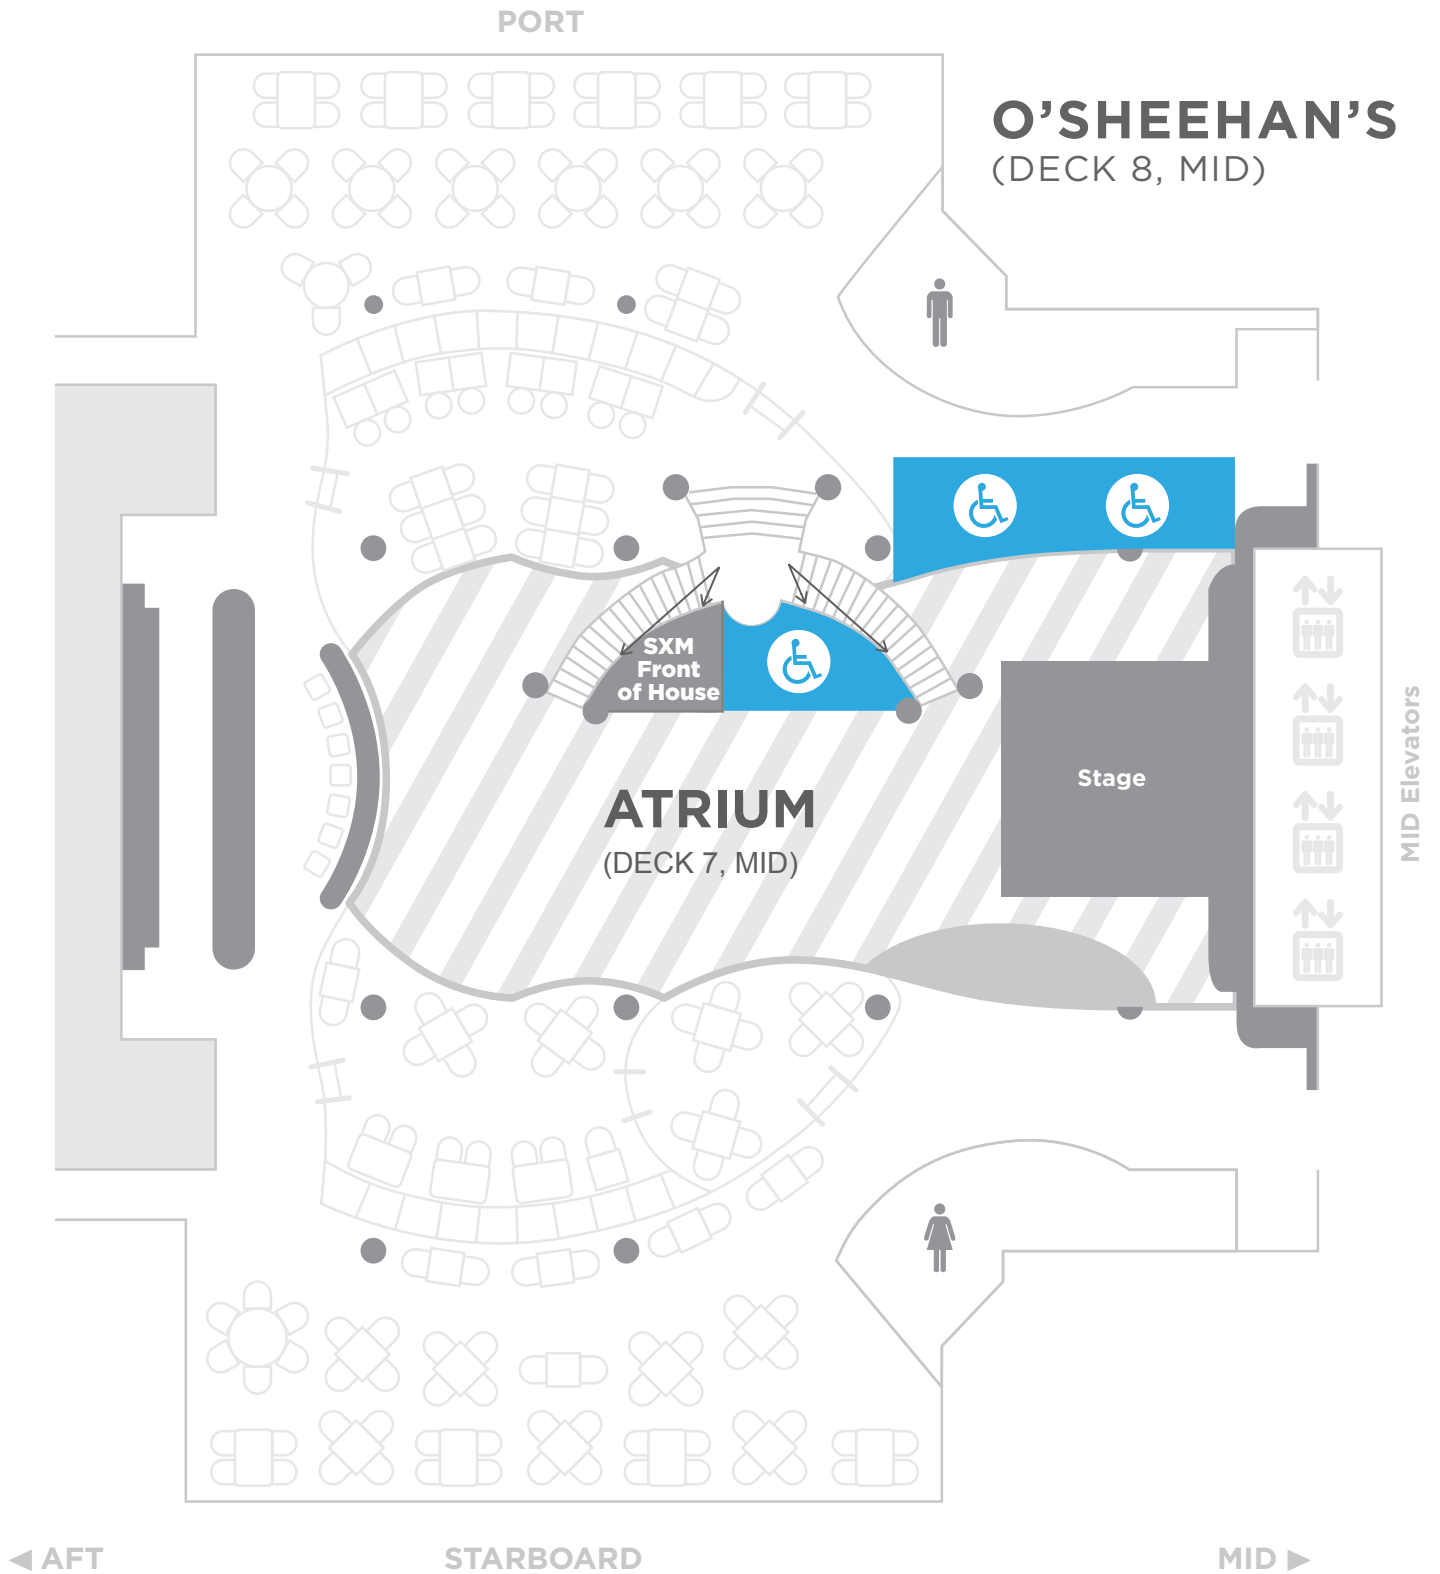 PORT
O’SHEEHAN’S
(DECK 8, MID)
SXM
Front
of House
Stage
MID Elevators
ATRIUM
(DECK 7, MID)
AFT
STARBOARD
MID